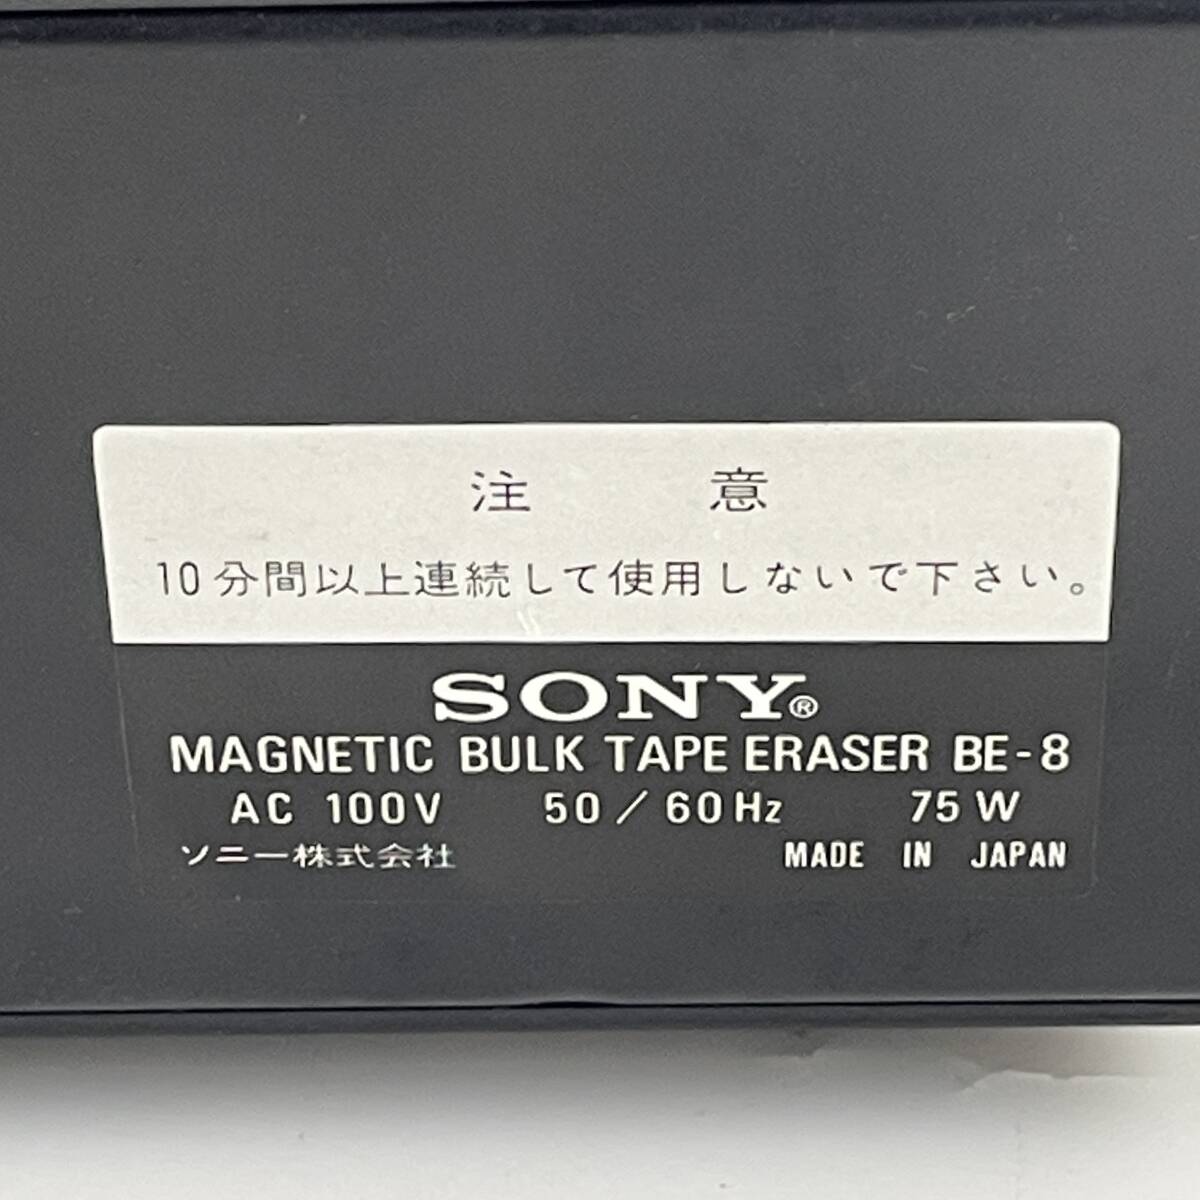 注 意
10分間以上連続して使用しないで下さい。
SONY®
MAGNETIC BULK TAPE ERASER BE-8
AC 100V 50/60Hz 75W
ソニー株式会社 MADE IN JAPAN